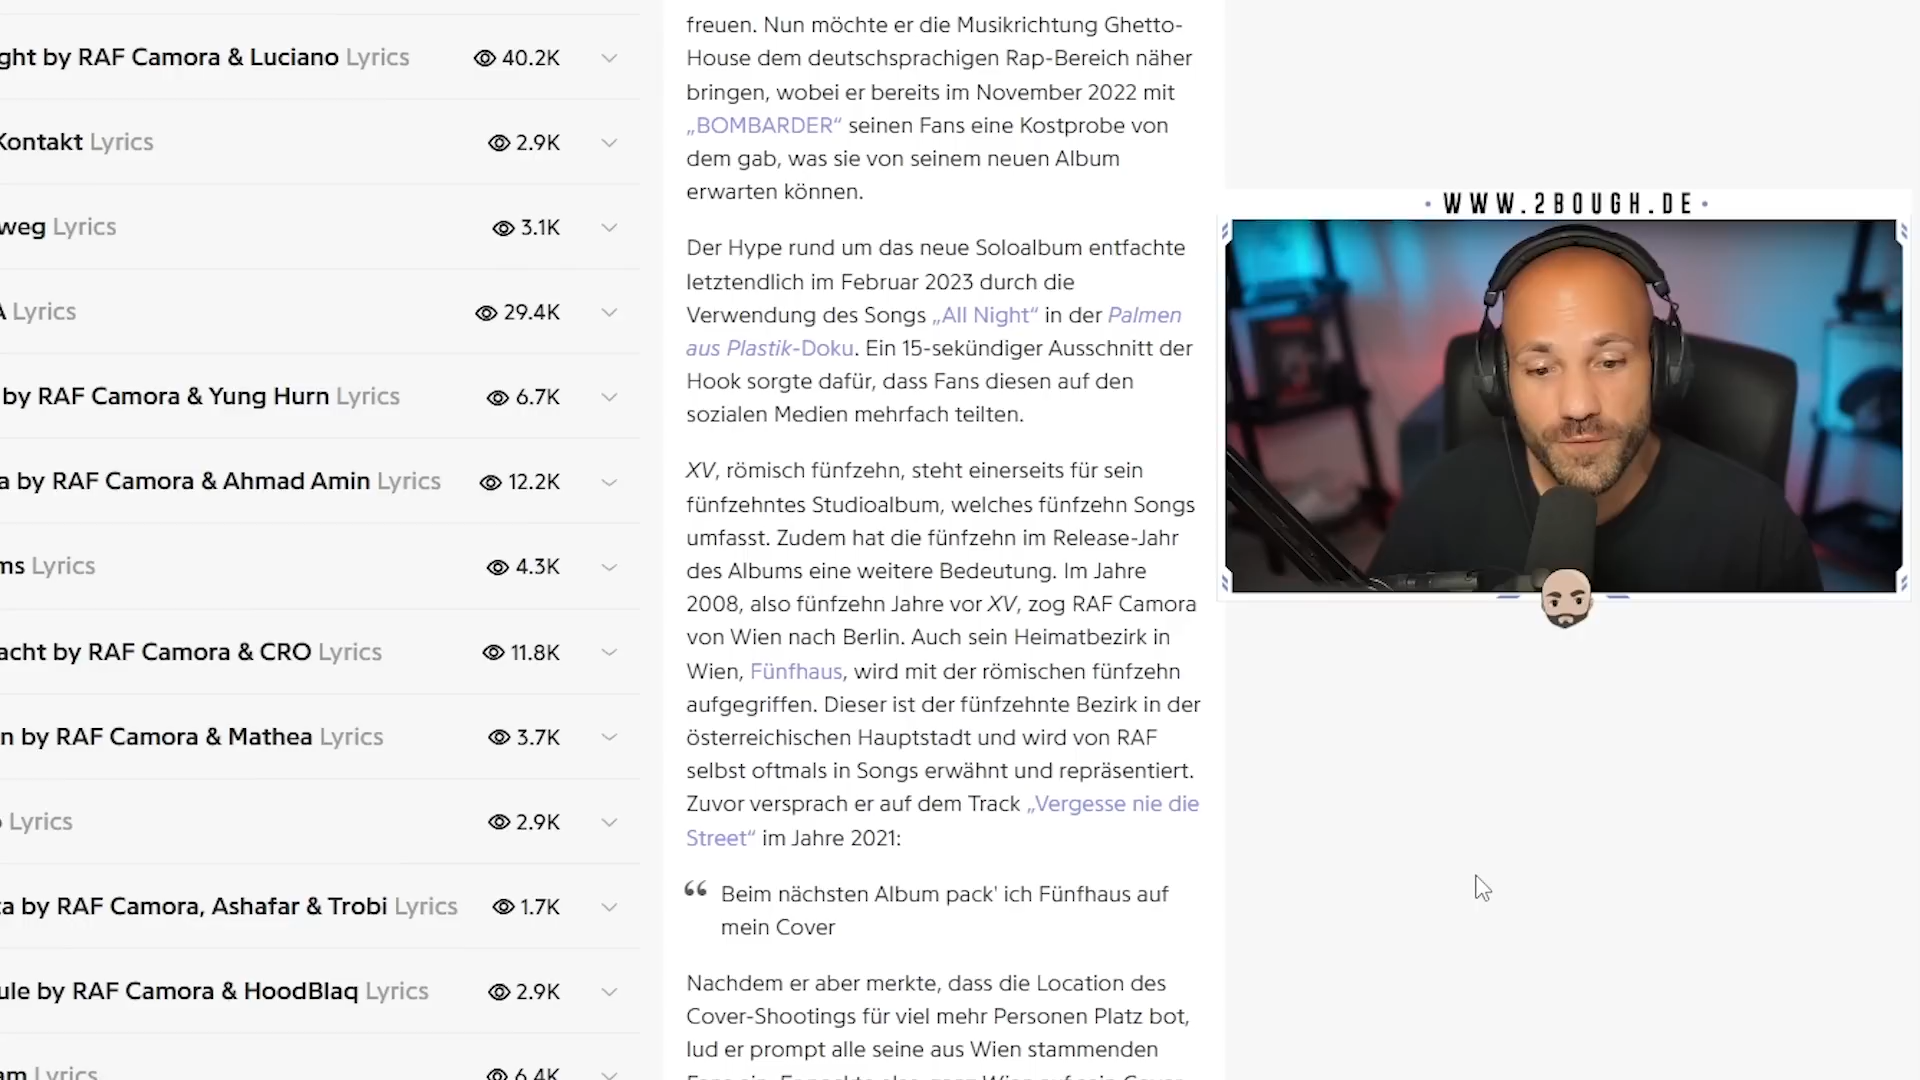 ght by RAF Camora & Luciano Lyrics 40.2K
Kontakt Lyrics 2.9K
weg Lyrics 3.1K
A Lyrics 29.4K
by RAF Camora & Yung Hurn Lyrics 6.7K
a by RAF Camora & Ahmad Amin Lyrics 12.2K
ms Lyrics 4.3K
acht by RAF Camora & CRO Lyrics 11.8K
n by RAF Camora & Mathea Lyrics 3.7K
Lyrics 2.9K
ta by RAF Camora, Ashafar & Trobi Lyrics 1.7K
ule by RAF Camora & HoodBlaq Lyrics 2.9K
am Lyrics 6.4K
freuen. Nun möchte er die Musikrichtung Ghetto-
House dem deutschsprachigen Rap-Bereich näher
bringen, wobei er bereits im November 2022 mit
„BOMBARDER“ seinen Fans eine Kostprobe von
dem gab, was sie von seinem neuen Album
erwarten können.
Der Hype rund um das neue Soloalbum entfachte
letztendlich im Februar 2023 durch die
Verwendung des Songs „All Night“ in der Palmen
aus Plastik-Doku. Ein 15-sekündiger Ausschnitt der
Hook sorgte dafür, dass Fans diesen auf den
sozialen Medien mehrfach teilten.
XV, römisch fünfzehn, steht einerseits für sein
fünfzehntes Studioalbum, welches fünfzehn Songs
umfasst. Zudem hat die fünfzehn im Release-Jahr
des Albums eine weitere Bedeutung. Im Jahre
2008, also fünfzehn Jahre vor XV, zog RAF Camora
von Wien nach Berlin. Auch sein Heimatbezirk in
Wien, Fünfhaus, wird mit der römischen fünfzehn
aufgegriffen. Dieser ist der fünfzehnte Bezirk in der
österreichischen Hauptstadt und wird von RAF
selbst oftmals in Songs erwähnt und repräsentiert.
Zuvor versprach er auf dem Track „Vergesse nie die
Street“ im Jahre 2021:
“ Beim nächsten Album pack' ich Fünfhaus auf
mein Cover
Nachdem er aber merkte, dass die Location des
Cover-Shootings für viel mehr Personen Platz bot,
lud er prompt alle seine aus Wien stammenden
WWW.2BOUGH.DE